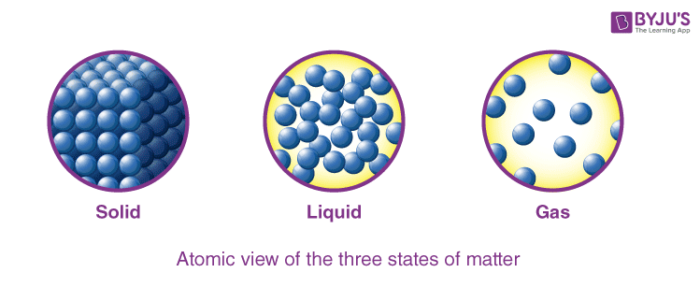 BYJU'S
The Learning App
Solid
Liquid
Gas
Atomic view of the three states of matter